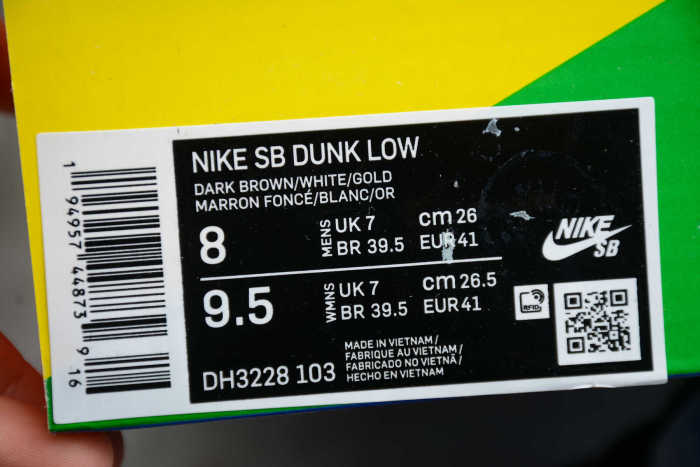 NIKE SB DUNK LOW
DARK BROWN/WHITE/GOLD
MARRON FONCÉ/BLANC/OR
8
MENS
UK 7
cm 26
BR 39.5
EUR 41
9.5
WMNS
UK 7
cm 26.5
BR 39.5
EUR 41
DH3228 103
MADE IN VIETNAM /
FABRIQUE AU VIETNAM /
FABRICADO NO VIETNÃ /
HECHO EN VIETNAM
NIKE
SB
RFID
1 94957 44873 9 16